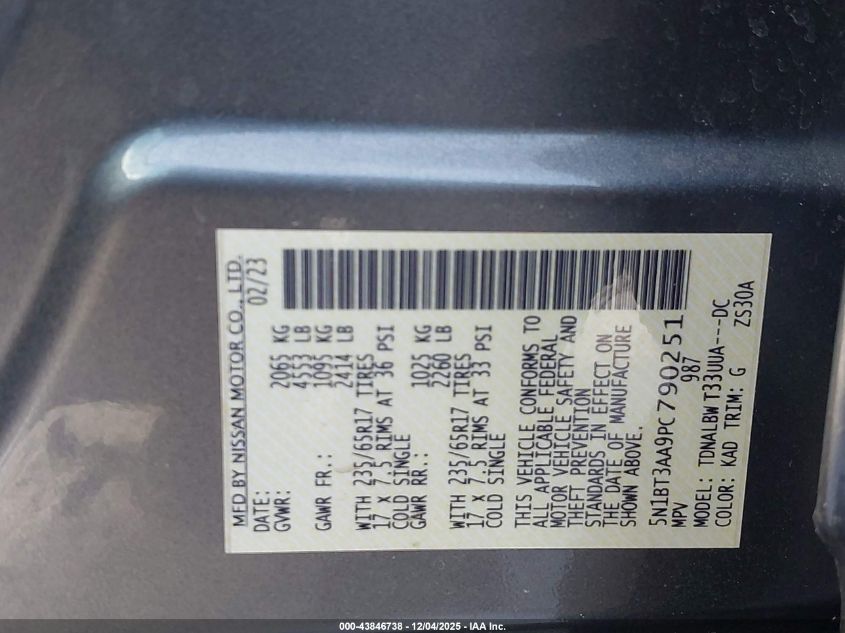 MFD BY NISSAN MOTOR CO., LTD.
DATE: 02/23
GVWR: 2065 KG
4553 LB
GAWR FR.: 1095 KG
2414 LB
WITH 235/65R17 TIRES
17 X 7.5 RIMS AT 36 PSI
COLD SINGLE
GAWR RR.: 1025 KG
2260 LB
WITH 235/65R17 TIRES
17 X 7.5 RIMS AT 33 PSI
COLD SINGLE
THIS VEHICLE CONFORMS TO
ALL APPLICABLE FEDERAL
MOTOR VEHICLE SAFETY AND
THEFT PREVENTION
STANDARDS IN EFFECT ON
THE DATE OF MANUFACTURE
SHOWN ABOVE.
5N1BT3AA9PC790251
MPV 987
MODEL: TDNALBW T33UUA---DC
COLOR: KAD TRIM: G ZS30A
000-43846738 - 12/04/2025 - IAA Inc.